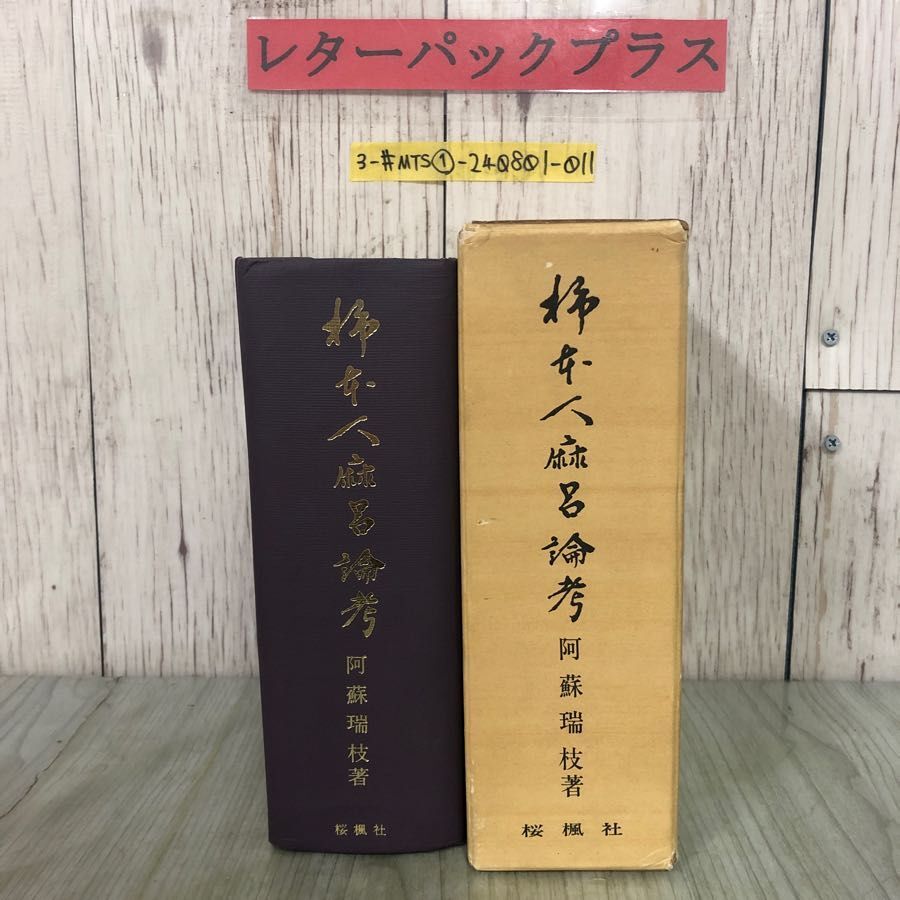 レターパックプラス
3-#MTS①-240801-011
柿本人麻呂論考
阿蘇瑞枝著
桜楓社
柿本人麻呂論考
阿蘇瑞枝著
桜楓社